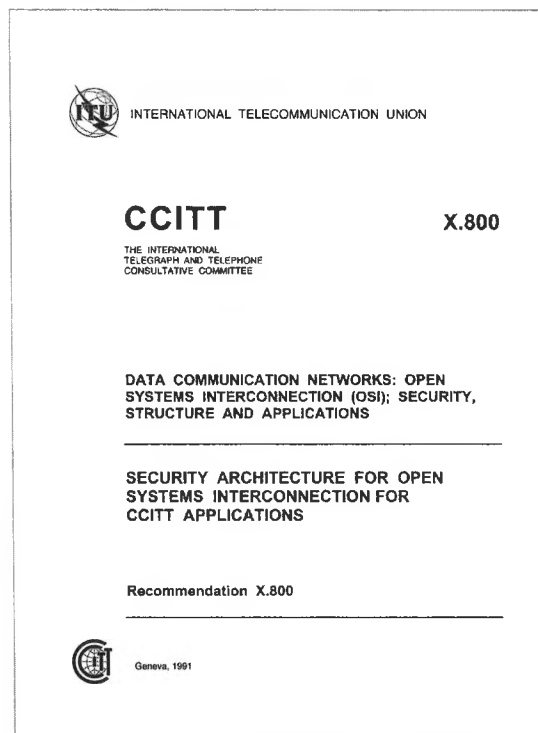 ITU
INTERNATIONAL TELECOMMUNICATION UNION
CCITT
X.800
THE INTERNATIONAL
TELEGRAPH AND TELEPHONE
CONSULTATIVE COMMITTEE
DATA COMMUNICATION NETWORKS: OPEN
SYSTEMS INTERCONNECTION (OSI); SECURITY,
STRUCTURE AND APPLICATIONS
SECURITY ARCHITECTURE FOR OPEN
SYSTEMS INTERCONNECTION FOR
CCITT APPLICATIONS
Recommendation X.800
CCITT
Geneva, 1991